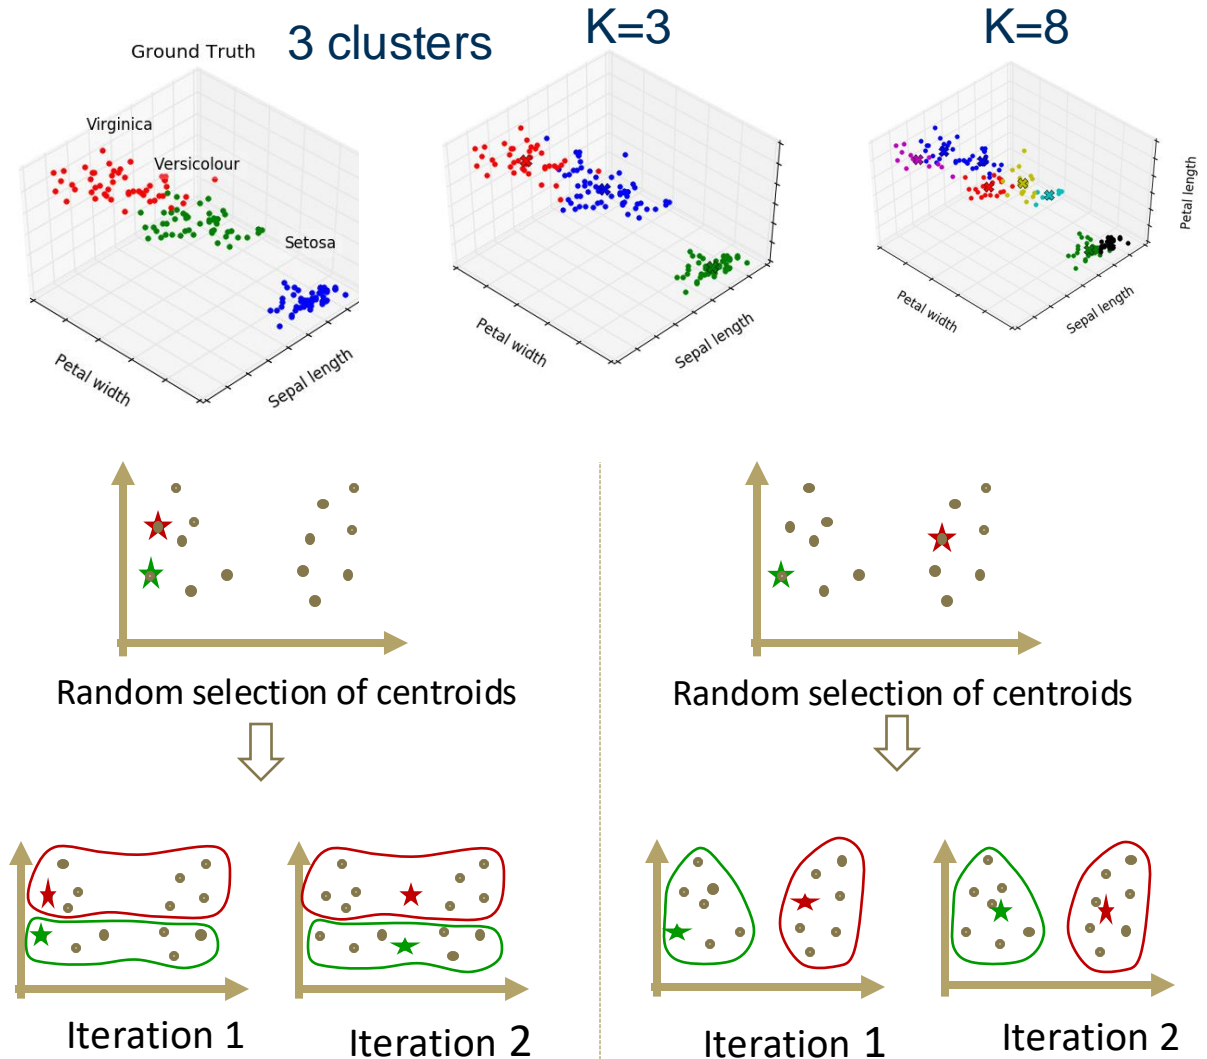 3 clusters
K=3
K=8
Ground Truth
Virginica
Versicolour
Setosa
Petal width
Sepal length
Petal width
Sepal length
Petal width
Sepal length
Petal length
Random selection of centroids
Random selection of centroids
Iteration 1
Iteration 2
Iteration 1
Iteration 2